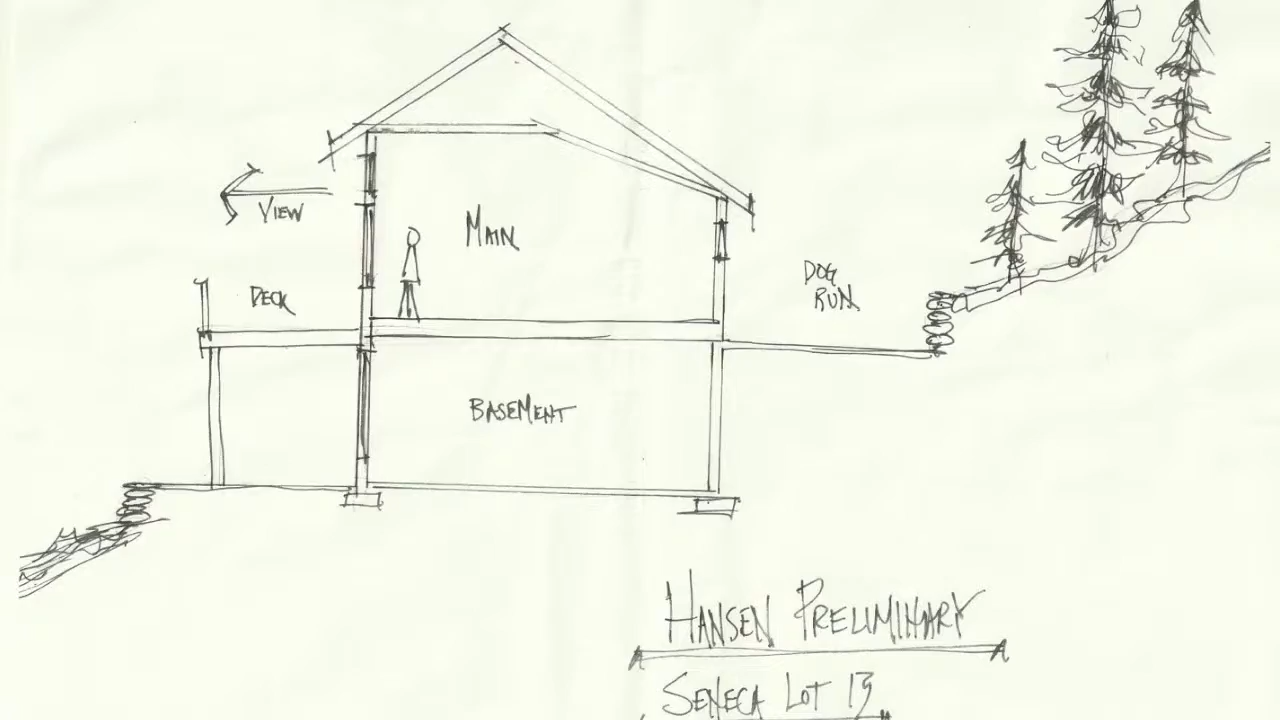 VIEW
MAIN
DECK
DOG
RUN
BASEMENT
HANSEN PRELIMINARY
SENECA LOT 13